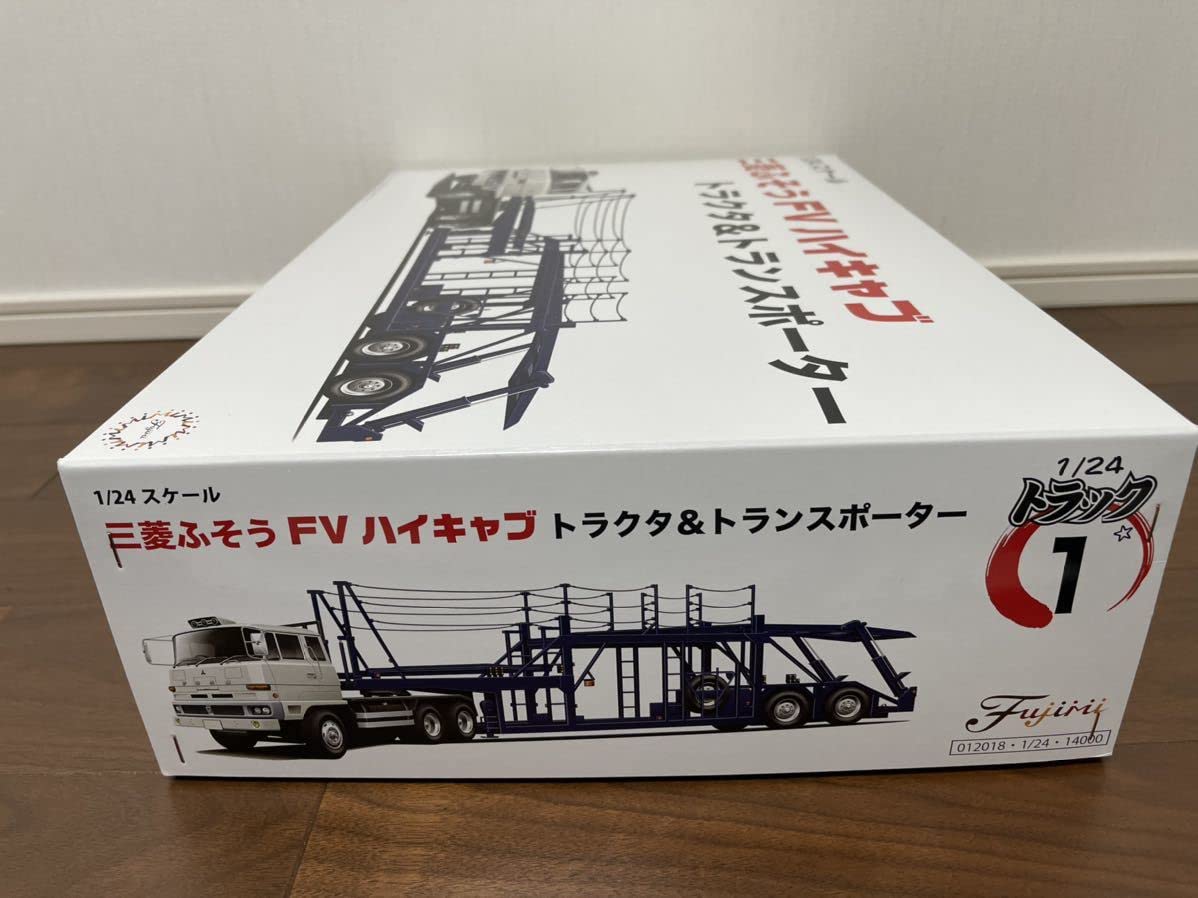 三菱ふそう FV ハイキャブ
トラクタ&トランスポーター
Fujimi
1/24 スケール
三菱ふそう FV ハイキャブ トラクタ&トランスポーター
1/24
トラック
1
Fujimi
012018・1/24・14000